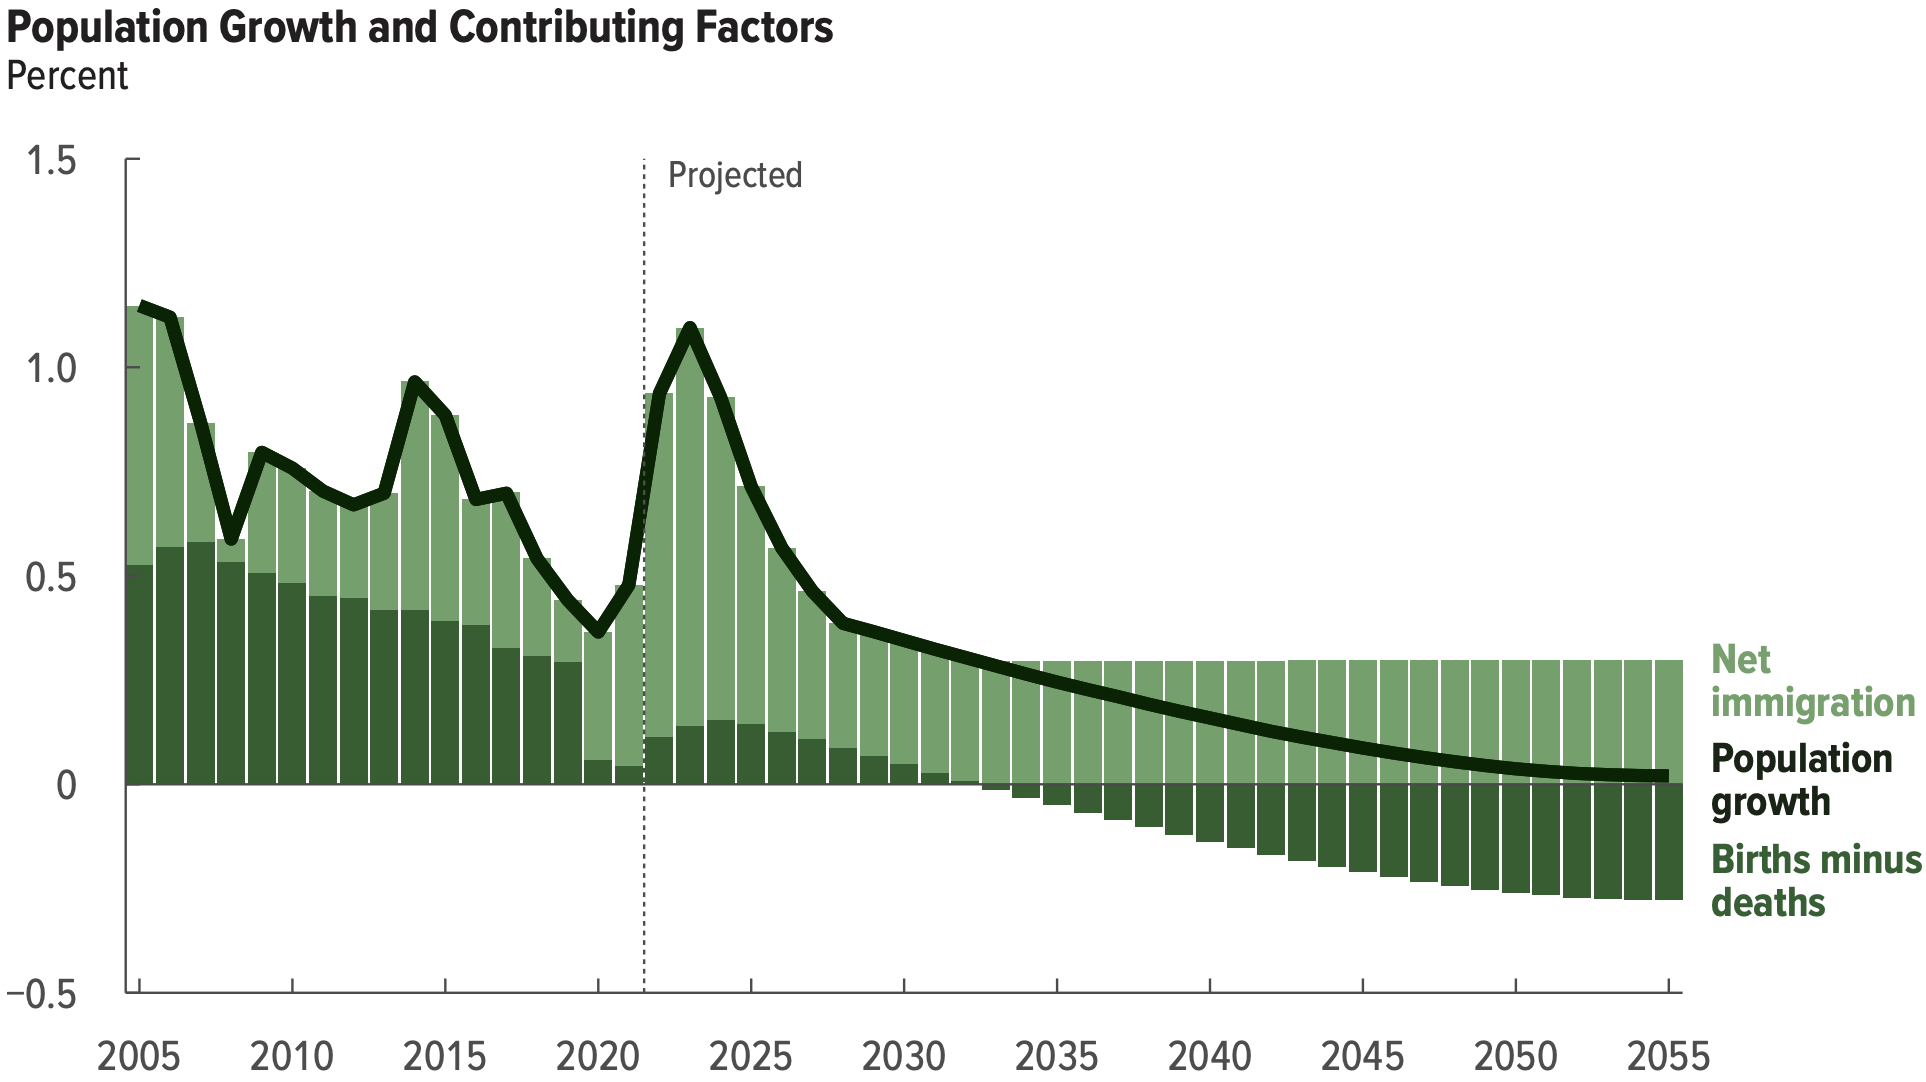 Population Growth and Contributing Factors
Percent
1.5
Projected
1.0
0.5
Net
immigration
Population
growth
0
Births minus
deaths
−0.5
2005 2010 2015 2020 2025 2030 2035 2040 2045 2050 2055